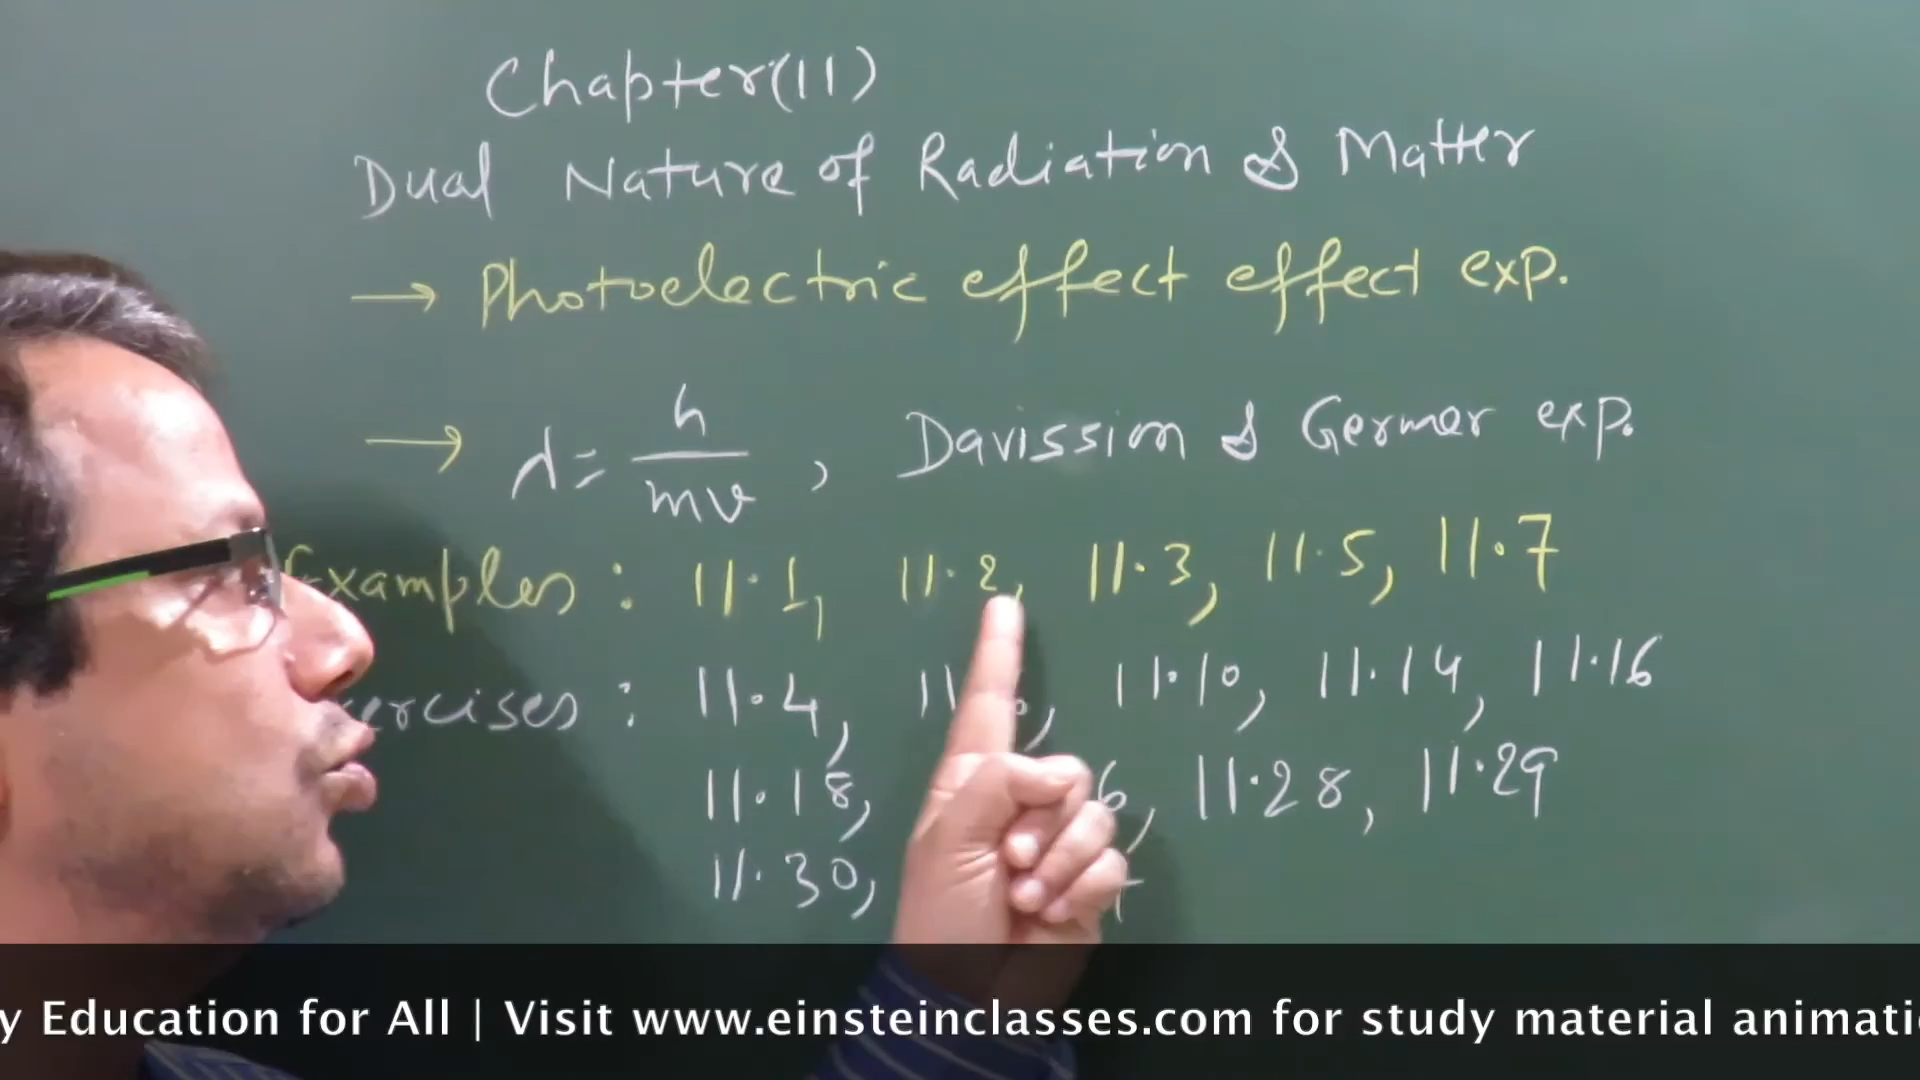 Chapter(11)
Dual Nature of Radiation & Matter
→ Photoelectric effect effect exp.
→ λ = h/mv, Davission & Germer exp.
Examples : 11.1, 11.2, 11.3, 11.5, 11.7
11.4, 11.10, 11.14, 11.16
11.18, 11.28, 11.29
11.30,
y Education for All | Visit www.einsteinclasses.com for study material animati